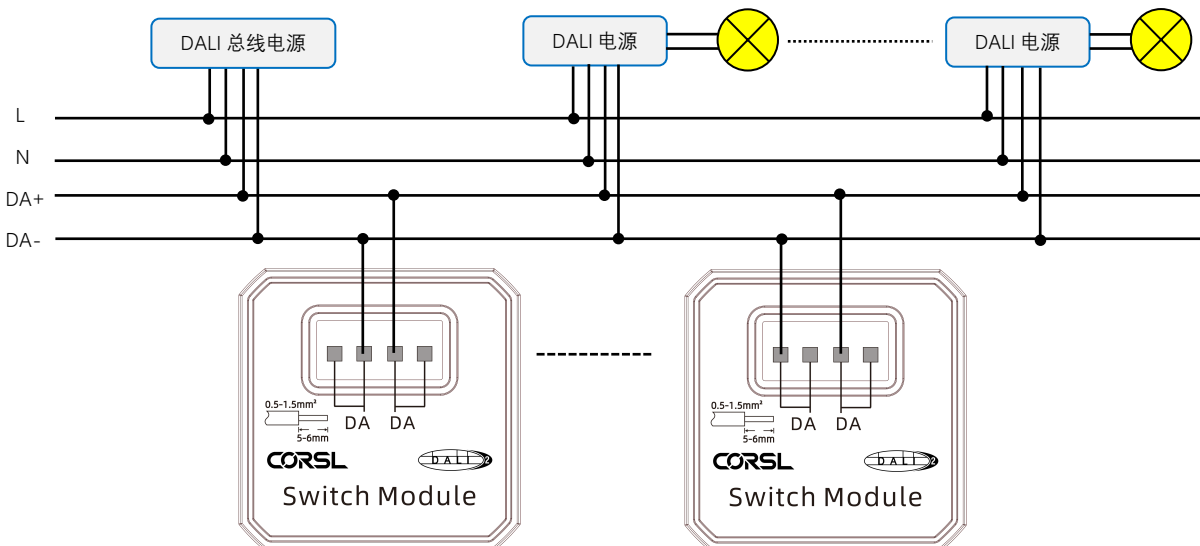 DALI 总线电源
DALI 电源
DALI 电源
L
N
DA+
DA-
0.5-1.5mm²
5-6mm
DA DA
CORSL
DALI 2
Switch Module
0.5-1.5mm²
5-6mm
DA DA
CORSL
DALI 2
Switch Module